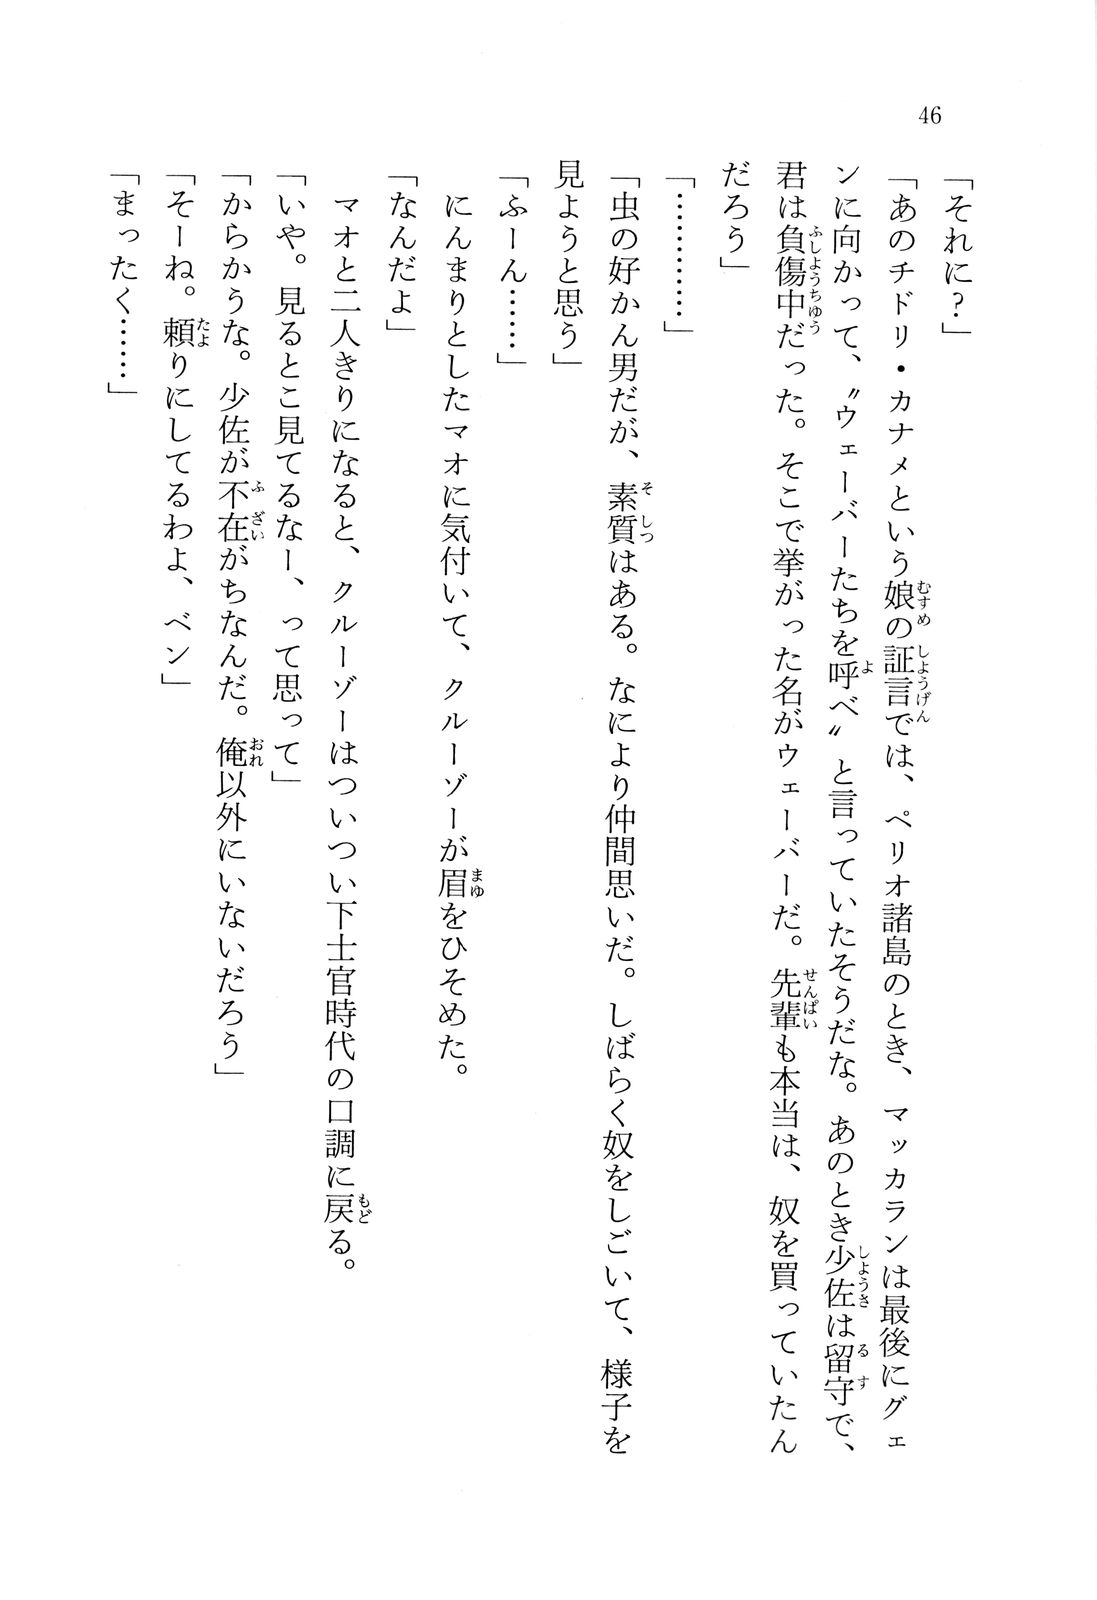 46
「それに？」
「あのチドリ・カナメという娘の証言では、ペリオ諸島のとき、マッカランは最後にグェ
ンに向かって、〝ウェーバーたちを呼べ〟と言っていたそうだな。あのとき少佐は留守で、
君は負傷中だった。そこで挙がった名がウェーバーだ。先輩も本当は、奴を買っていたん
だろう」
「…………」
「虫の好かん男だが、素質はある。なにより仲間思いだ。しばらく奴をしごいて、様子を
見ようと思う」
「ふーん……」
にんまりとしたマオに気付いて、クルーゾーが眉をひそめた。
「なんだよ」
マオと二人きりになると、クルーゾーはついつい下士官時代の口調に戻る。
「いや。見るとこ見てるなー、って思って」
「からかうな。少佐が不在がちなんだ。俺以外にいないだろう」
「そーね。頼りにしてるわよ、ベン」
「まったく……」